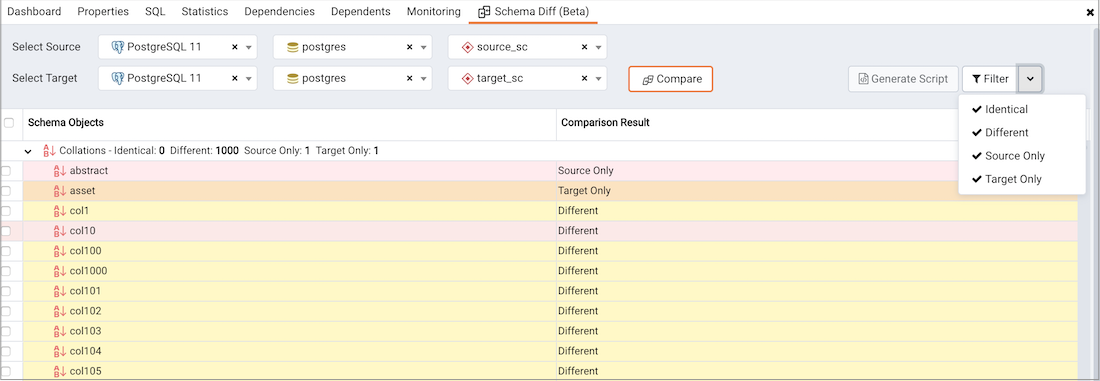 Dashboard Properties SQL Statistics Dependencies Dependents Monitoring Schema Diff (Beta)
Select Source PostgreSQL 11 postgres source_sc
Select Target PostgreSQL 11 postgres target_sc Compare Generate Script Filter
Identical
Different
Source Only
Target Only
Schema Objects Comparison Result
Collations - Identical: 0 Different: 1000 Source Only: 1 Target Only: 1
abstract Source Only
asset Target Only
col1 Different
col10 Different
col100 Different
col1000 Different
col101 Different
col102 Different
col103 Different
col104 Different
col105 Different